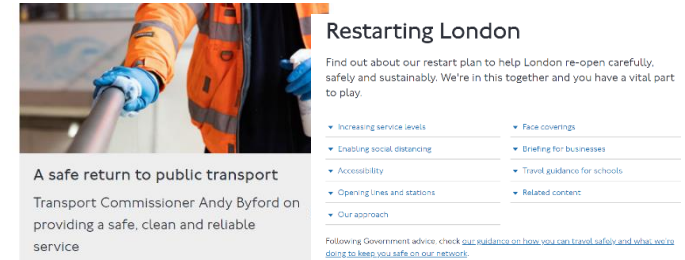 A safe return to public transport
Transport Commissioner Andy Byford on
providing a safe, clean and reliable
service
Restarting London
Find out about our restart plan to help London re-open carefully,
safely and sustainably. We're in this together and you have a vital part
to play.
Increasing service levels
Enabling social distancing
Accessibility
Opening lines and stations
Our approach
Face coverings
Briefing for businesses
Travel guidance for schools
Related content
Following Government advice, check our guidance on how you can travel safely and what we're
doing to keep you safe on our network.